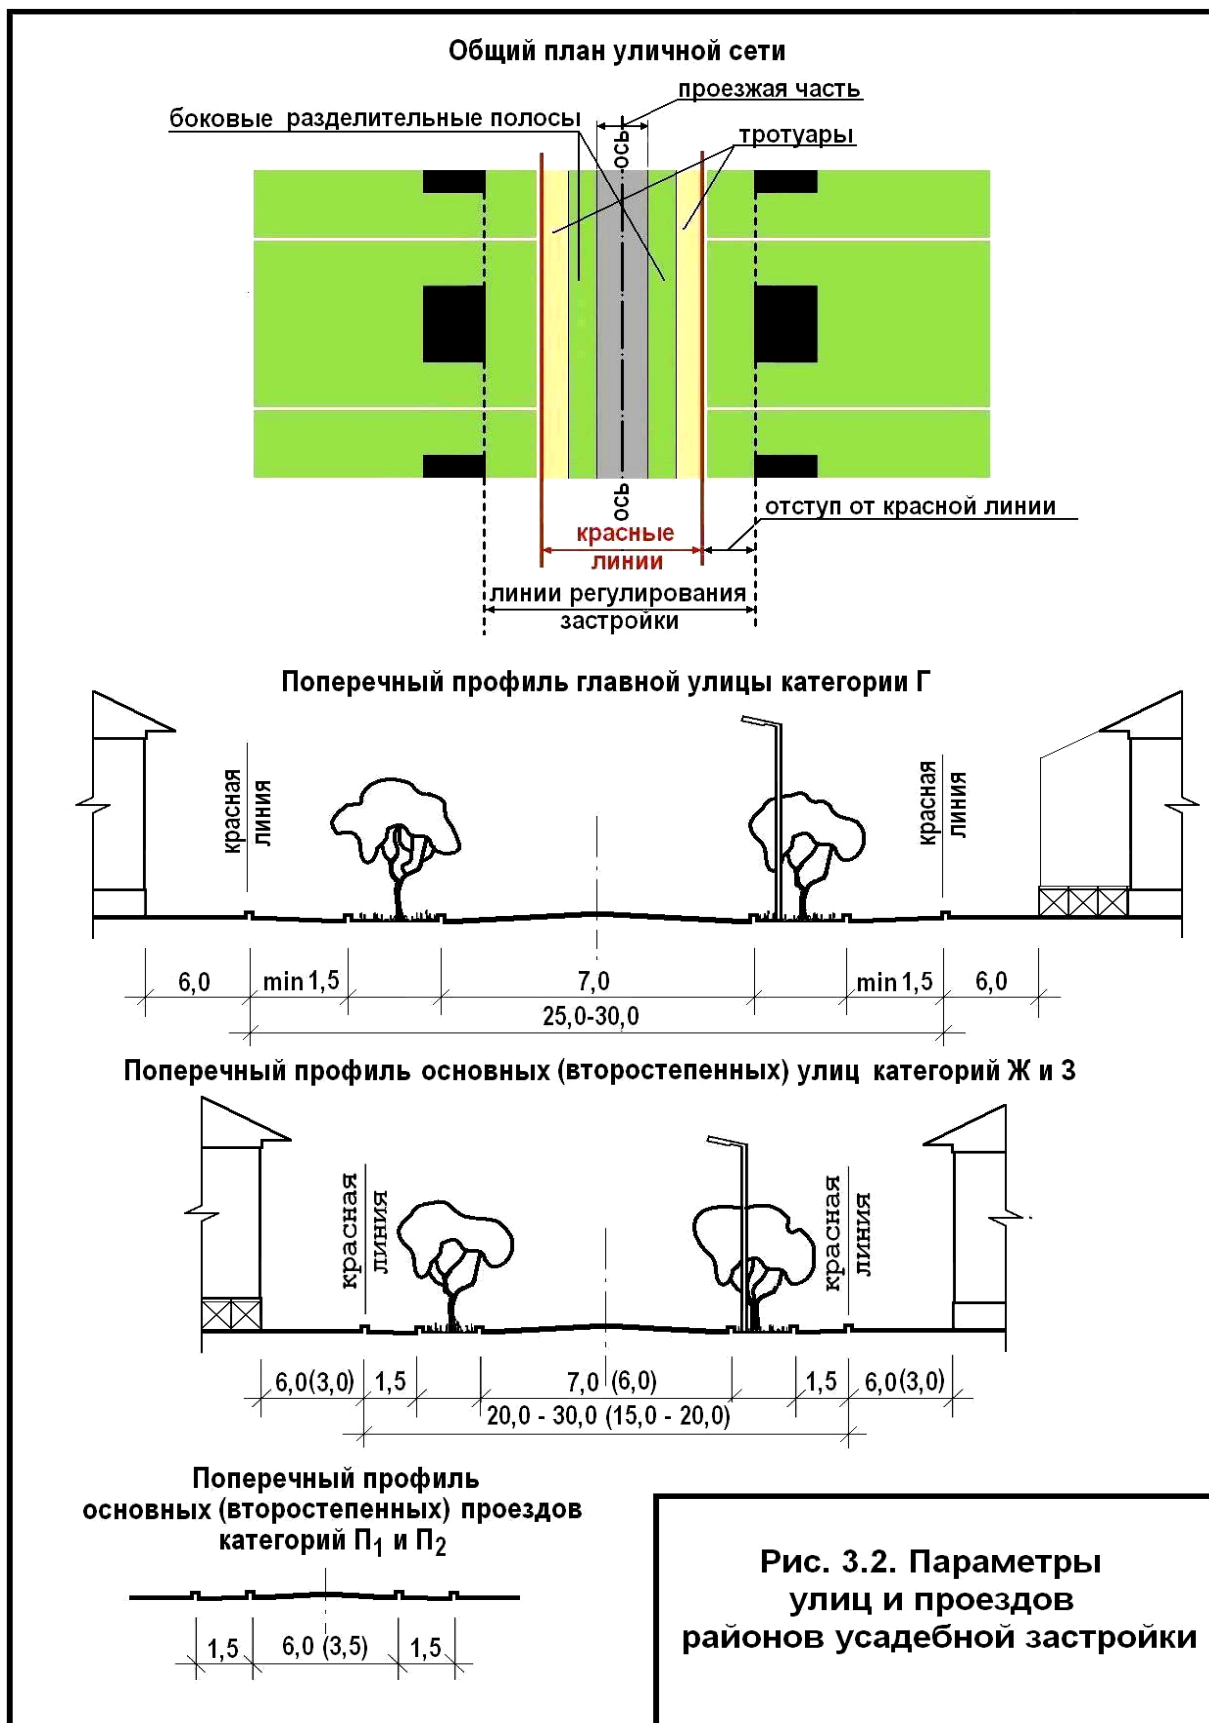 Общий план уличной сети
проезжая часть
боковые разделительные полосы
тротуары
ось
ось
отступ от красной линии
красные
линии
линии регулирования
застройки
Поперечный профиль главной улицы категории Г
красная
линия
красная
линия
6,0 min 1,5 7,0 min 1,5 6,0
25,0-30,0
Поперечный профиль основных (второстепенных) улиц категорий Ж и З
красная
линия
красная
линия
6,0(3,0) 1,5 7,0 (6,0) 1,5 6,0(3,0)
20,0 - 30,0 (15,0 - 20,0)
Поперечный профиль
основных (второстепенных) проездов
категорий П1 и П2
1,5 6,0 (3,5) 1,5
Рис. 3.2. Параметры
улиц и проездов
районов усадебной застройки